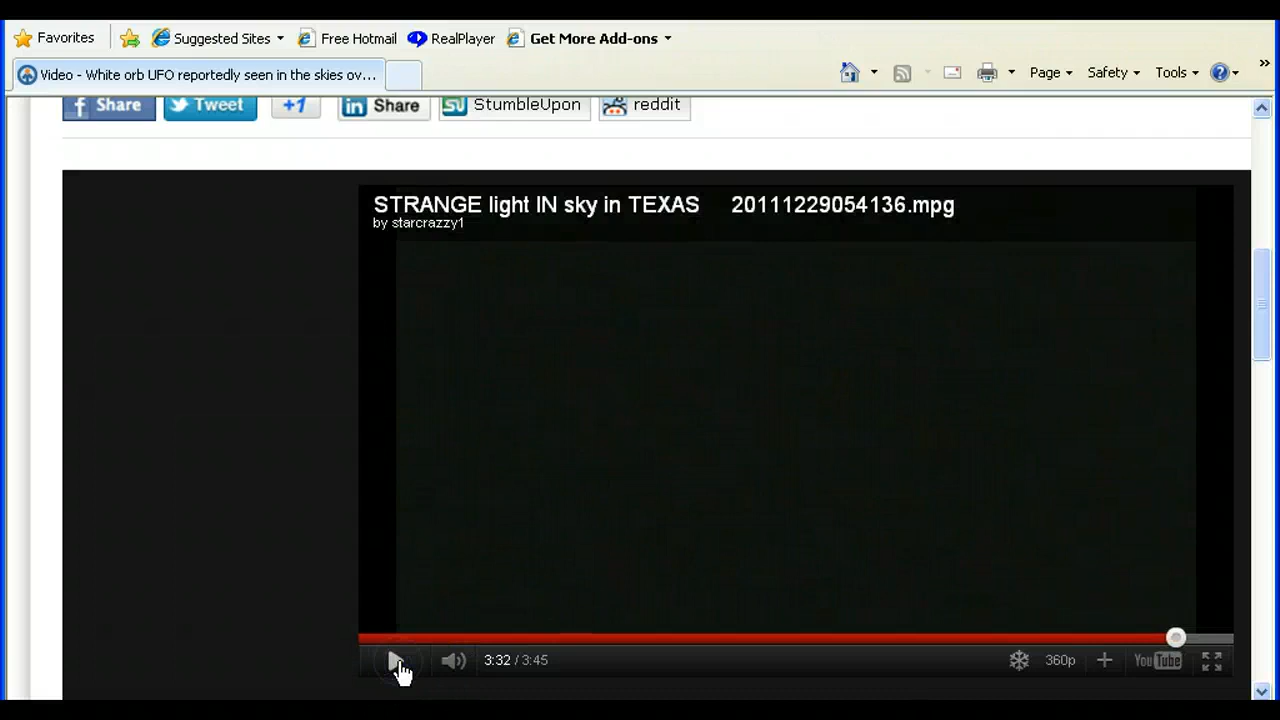 Favorites Suggested Sites Free Hotmail RealPlayer Get More Add-ons
Video - White orb UFO reportedly seen in the skies ov... Page Safety Tools
Share Tweet +1 Share StumbleUpon reddit
STRANGE light IN sky in TEXAS 20111229054136.mpg
by starcrazzy1
3:32 / 3:45 360p YouTube